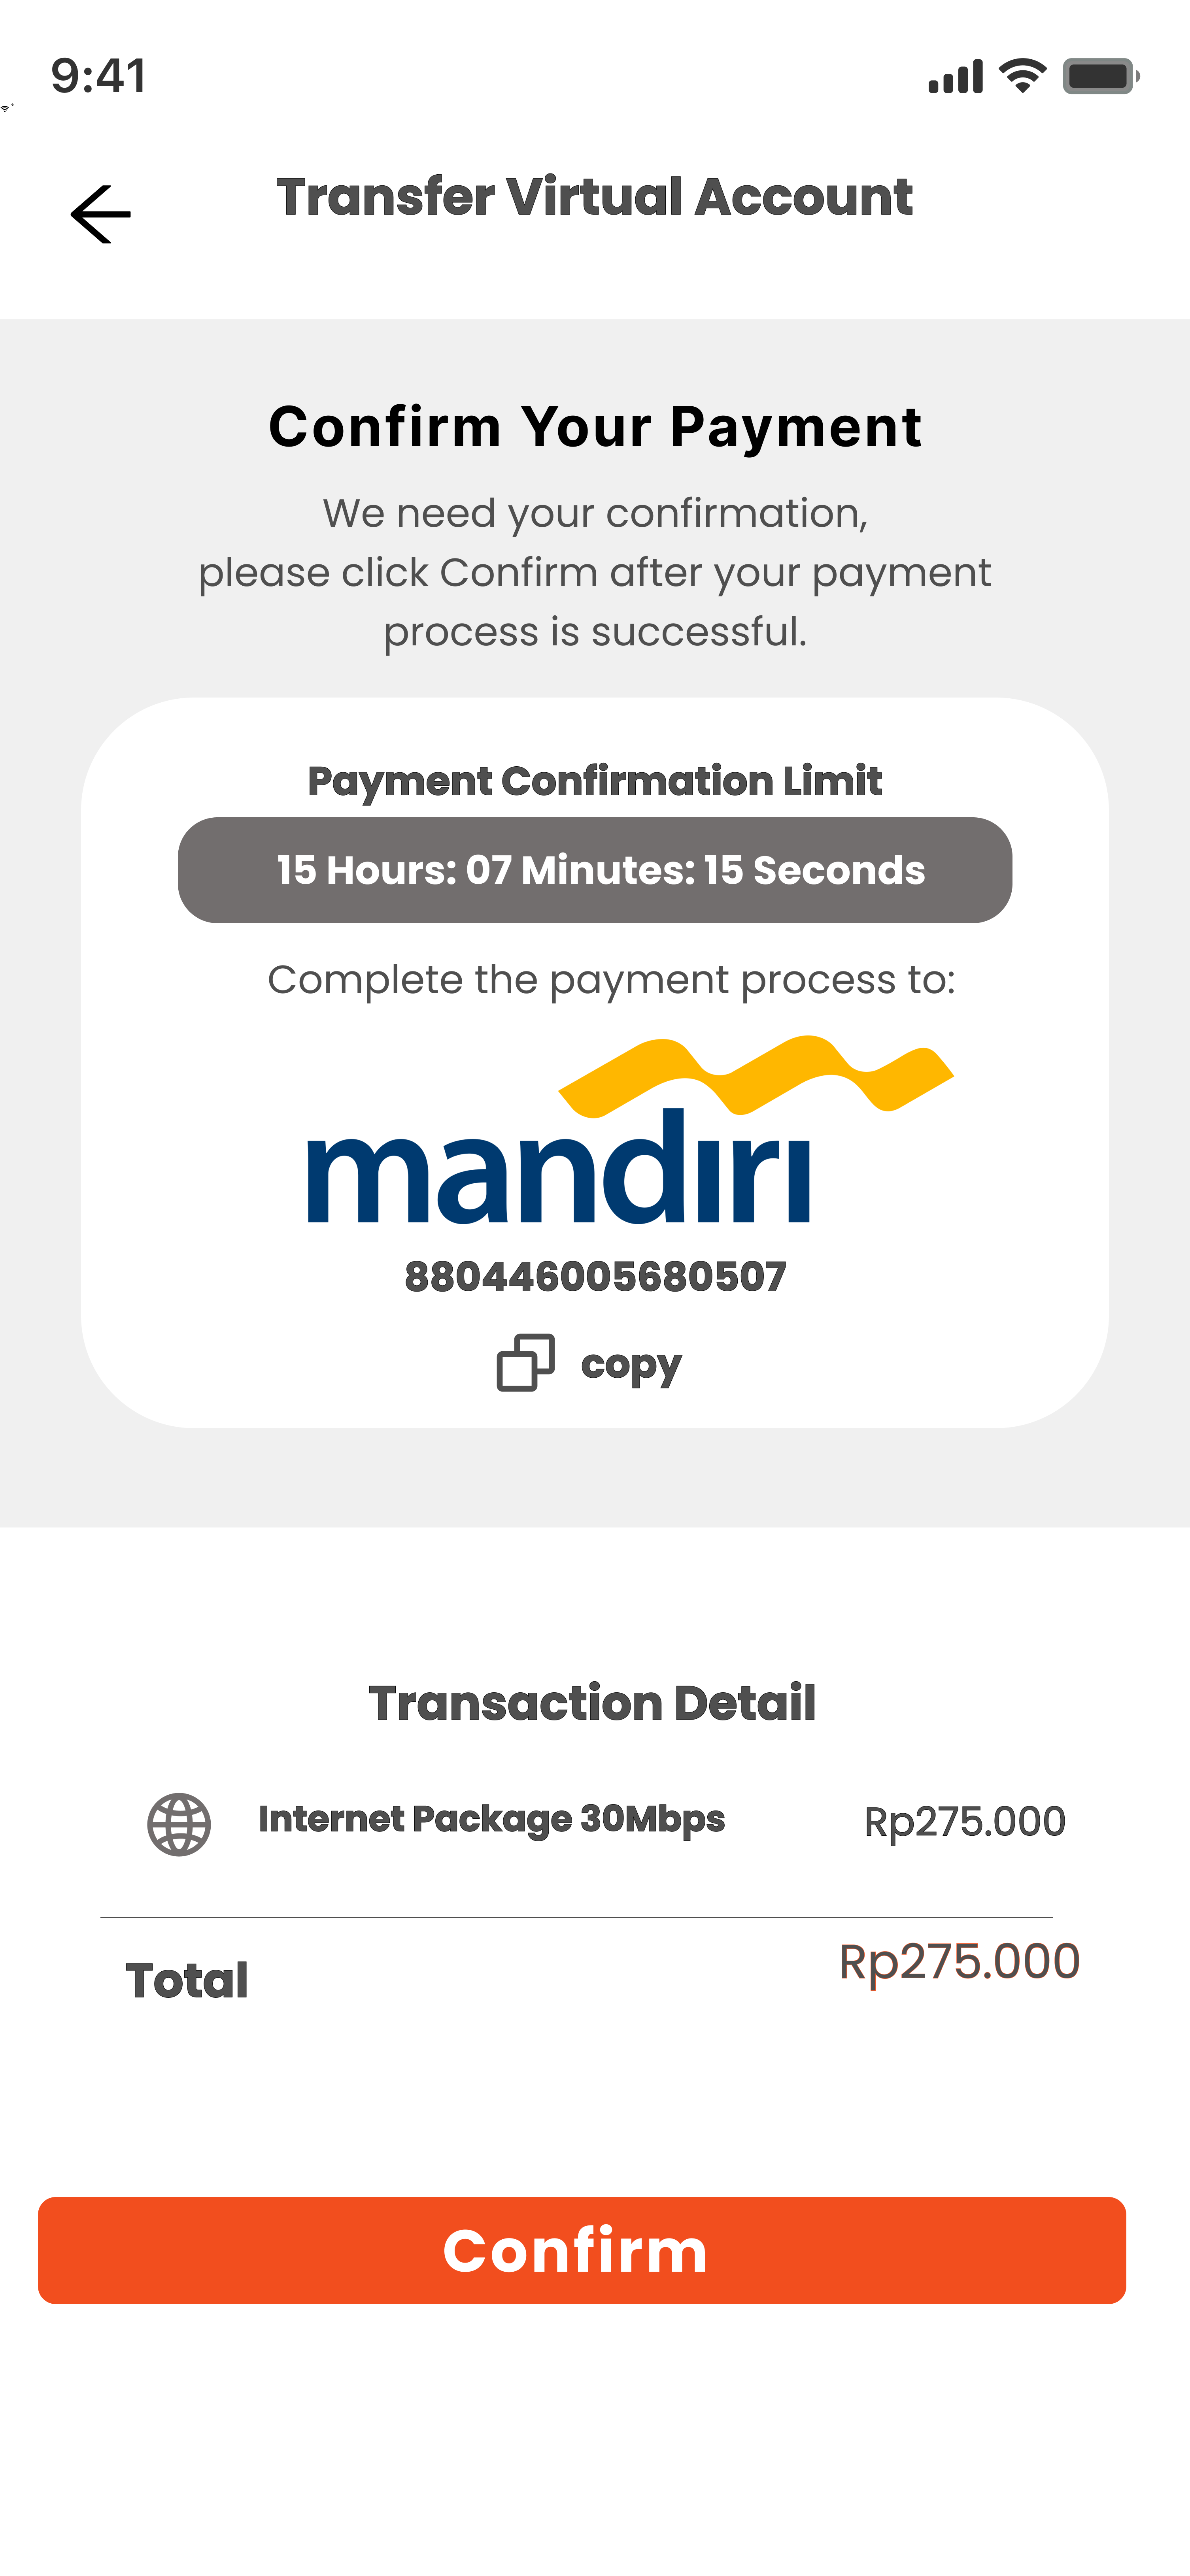 9:41
Transfer Virtual Account
Confirm Your Payment
We need your confirmation,
please click Confirm after your payment
process is successful.
Payment Confirmation Limit
15 Hours: 07 Minutes: 15 Seconds
Complete the payment process to:
mandırı
880446005680507
copy
Transaction Detail
Internet Package 30Mbps Rp275.000
Total Rp275.000
Confirm